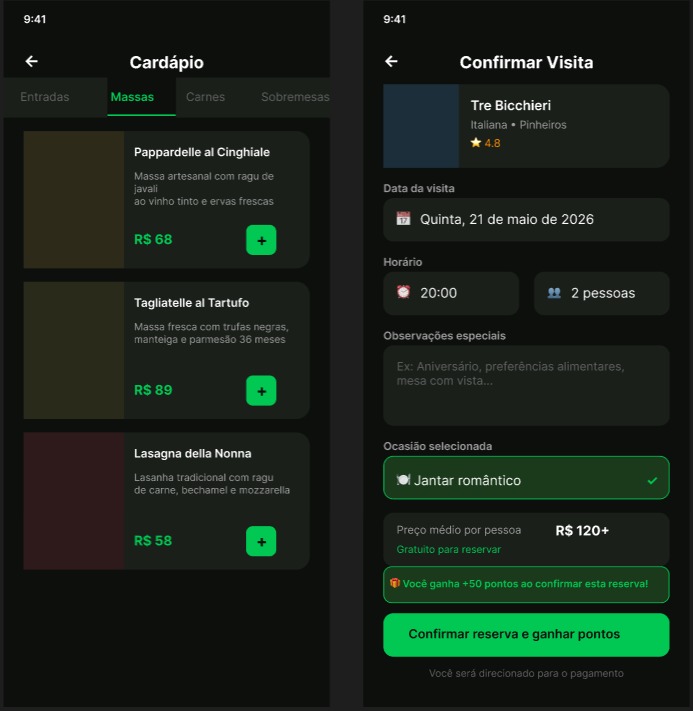 9:41
Cardápio
Entradas
Massas
Carnes
Sobremesas
Pappardelle al Cinghiale
Massa artesanal com ragu de
javali
ao vinho tinto e ervas frescas
R$ 68
+
Tagliatelle al Tartufo
Massa fresca com trufas negras,
manteiga e parmesão 36 meses
R$ 89
+
Lasagna della Nonna
Lasanha tradicional com ragu
de carne, bechamel e mozzarella
R$ 58
+
9:41
Confirmar Visita
Tre Bicchieri
Italiana • Pinheiros
⭐ 4.8
Data da visita
📅 Quinta, 21 de maio de 2026
Horário
⏰ 20:00
👥 2 pessoas
Observações especiais
Ex: Aniversário, preferências alimentares,
mesa com vista...
Ocasião selecionada
🍽️ Jantar romântico ✓
Preço médio por pessoa R$ 120+
Gratuito para reservar
🎁 Você ganha +50 pontos ao confirmar esta reserva!
Confirmar reserva e ganhar pontos
Você será direcionado para o pagamento